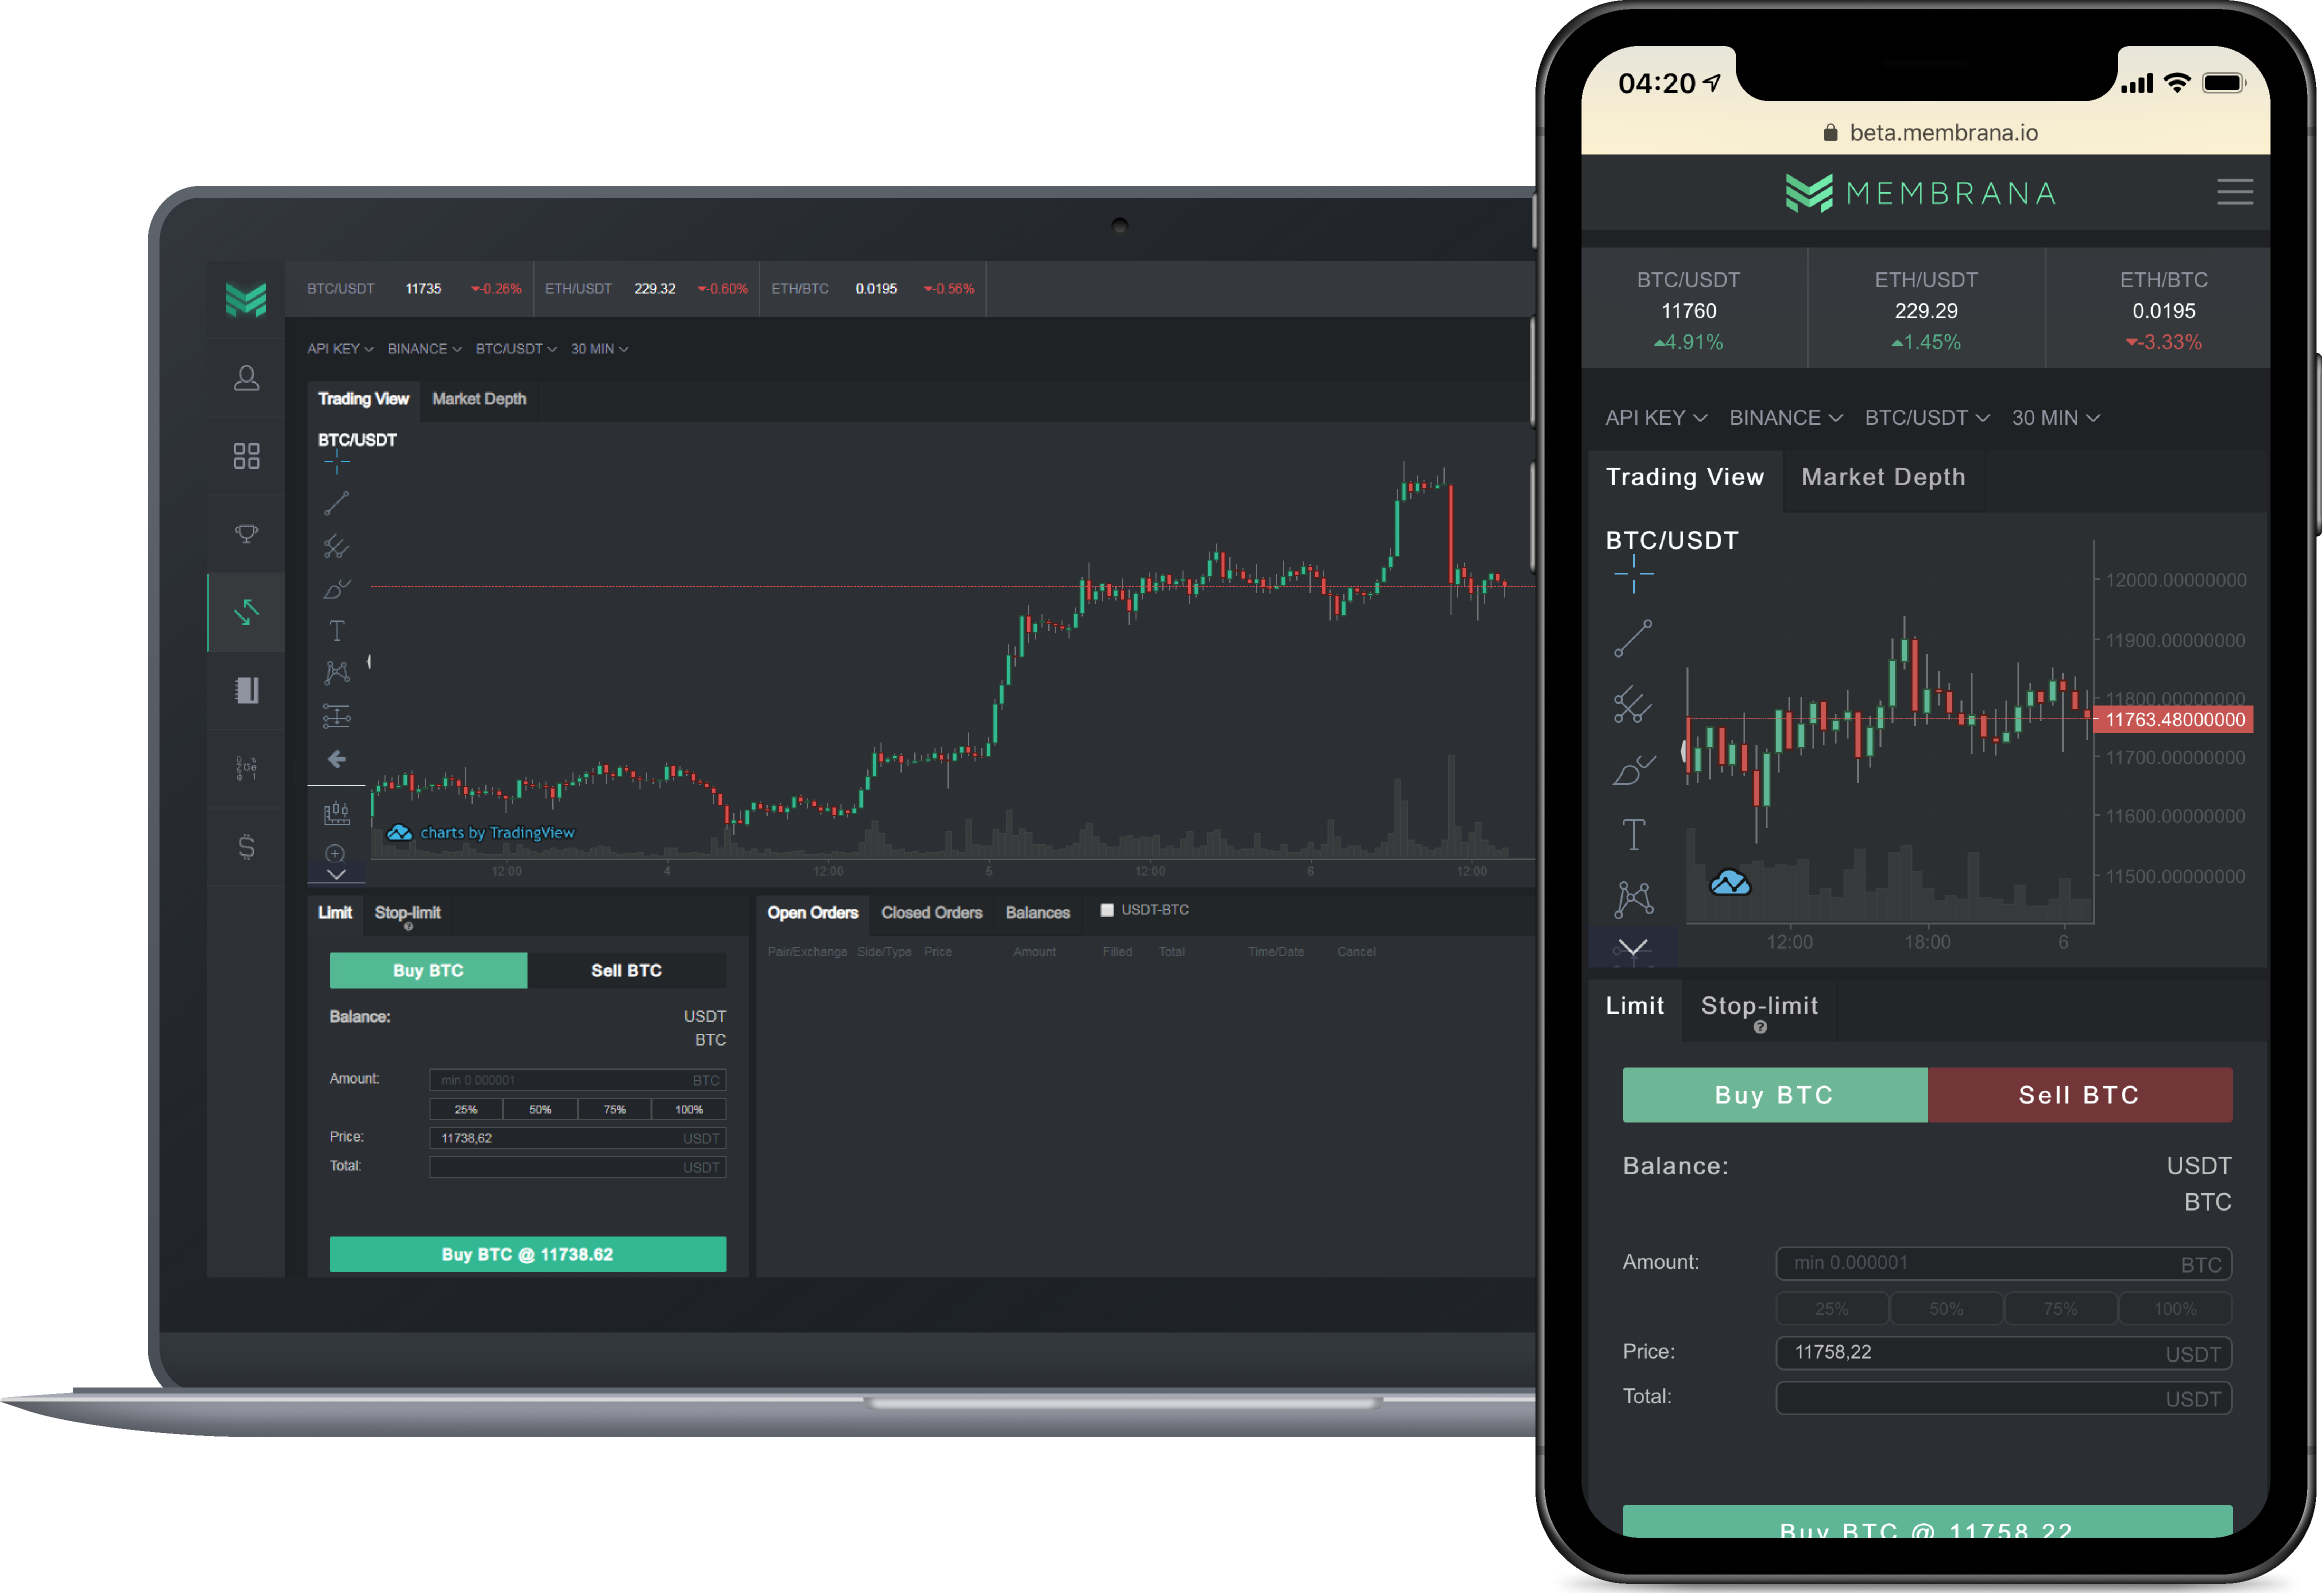 BTC/USDT 11735 -0.26% ETH/USDT 229.32 -0.60% ETH/BTC 0.0195 -0.56%
API KEY BINANCE BTC/USDT 30 MIN
Trading View Market Depth
BTC/USDT
charts by TradingView
12:00 4 12:00 5 12:00 6 12:00
Limit Stop-limit
?
Buy BTC Sell BTC
Balance: USDT
BTC
Amount: min 0.000001 BTC
25% 50% 75% 100%
Price: 11738,62 USDT
Total: USDT
Buy BTC @ 11738.62
Open Orders Closed Orders Balances USDT-BTC
Pair/Exchange Side/Type Price Amount Filled Total Time/Date Cancel
04:20
beta.membrana.io
MEMBRANA
BTC/USDT ETH/USDT ETH/BTC
11760 229.29 0.0195
4.91% 1.45% -3.33%
API KEY BINANCE BTC/USDT 30 MIN
Trading View Market Depth
BTC/USDT
12000.00000000
11900.00000000
11800.00000000
11763.48000000
11700.00000000
11600.00000000
11500.00000000
12:00 18:00 6
Limit Stop-limit
?
Buy BTC Sell BTC
Balance: USDT
BTC
Amount: min 0.000001 BTC
25% 50% 75% 100%
Price: 11758,22 USDT
Total: USDT
Buy BTC @ 11758.22